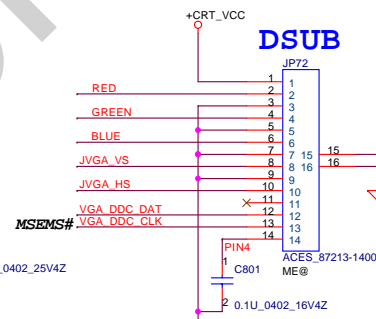 +CRT_VCC
DSUB
JP72
1 1
RED 2 2
3 3
GREEN 4 4
5 5
BLUE 6 6
7 7 15 15
JVGA_VS 8 8 16 16
9 9
JVGA_HS 10 10
11 11
VGA_DDC_DAT 12 12
MSEMS# VGA_DDC_CLK 13 13
14 14
PIN4
ACES_87213-1400
ME@
1
C801
_0402_25V4Z
2 0.1U_0402_16V4Z